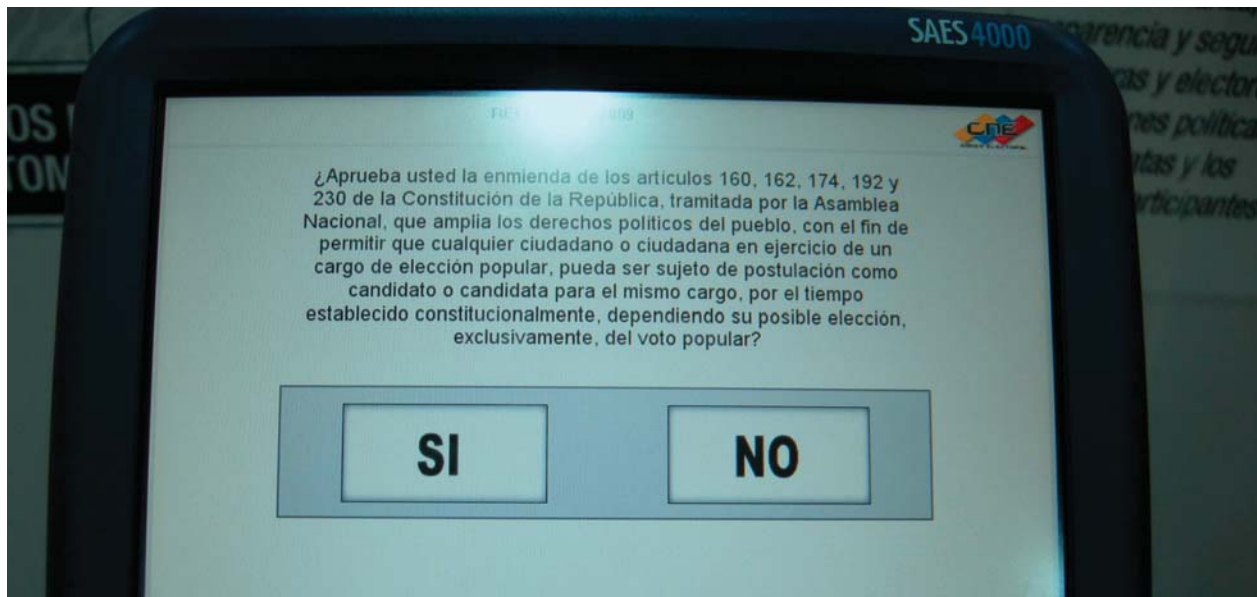 SAES4000
CNE
¿Aprueba usted la enmienda de los artículos 160, 162, 174, 192 y
230 de la Constitución de la República, tramitada por la Asamblea
Nacional, que amplia los derechos políticos del pueblo, con el fin de
permitir que cualquier ciudadano o ciudadana en ejercicio de un
cargo de elección popular, pueda ser sujeto de postulación como
candidato o candidata para el mismo cargo, por el tiempo
establecido constitucionalmente, dependiendo su posible elección,
exclusivamente, del voto popular?
SI
NO